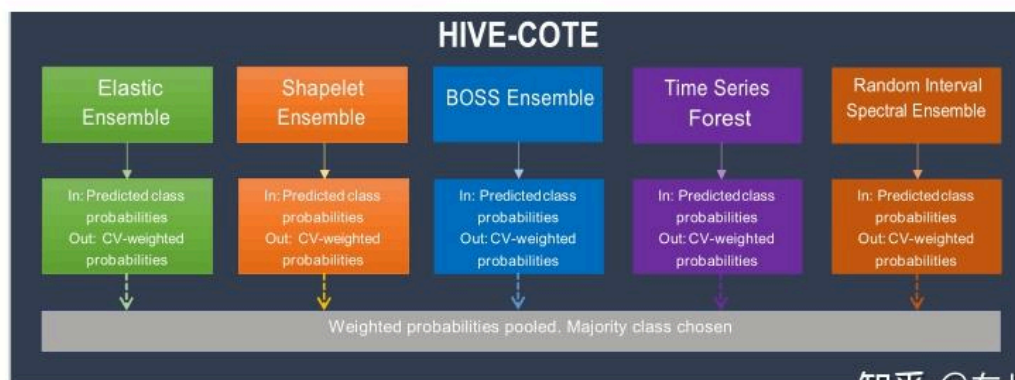 HIVE-COTE
Elastic
Ensemble
Shapelet
Ensemble
BOSS Ensemble
Time Series
Forest
Random Interval
Spectral Ensemble
In: Predicted class
probabilities
Out: CV-weighted
probabilities
In: Predicted class
probabilities
Out: CV-weighted
probabilities
In: Predicted class
probabilities
Out: CV-weighted
probabilities
In: Predicted class
probabilities
Out: CV-weighted
probabilities
In: Predicted class
probabilities
Out: CV-weighted
probabilities
Weighted probabilities pooled. Majority class chosen